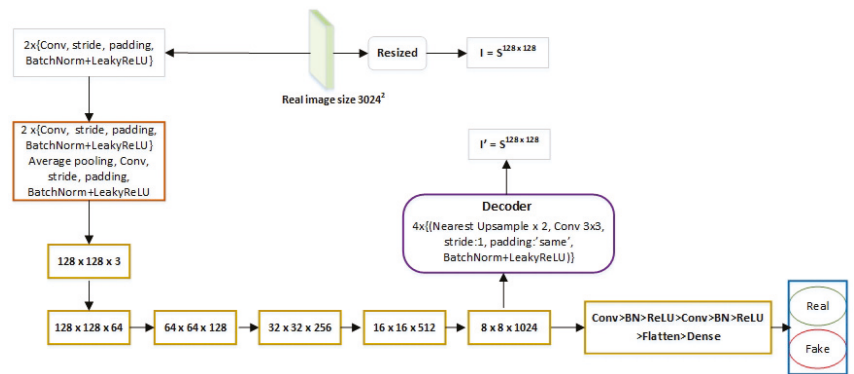 2x{Conv, stride, padding,
BatchNorm+LeakyReLU}
Resized
I = S^128 x 128
Real image size 3024²
2 x{Conv, stride, padding,
BatchNorm+LeakyReLU}
Average pooling, Conv,
stride, padding,
BatchNorm+LeakyReLU
I' = S^128 x 128
Decoder
4x{(Nearest Upsample x 2, Conv 3x3,
stride:1, padding:'same',
BatchNorm+LeakyReLU)}
128 x 128 x 3
128 x 128 x 64
64 x 64 x 128
32 x 32 x 256
16 x 16 x 512
8 x 8 x 1024
Conv>BN>ReLU>Conv>BN>ReLU
>Flatten>Dense
Real
Fake